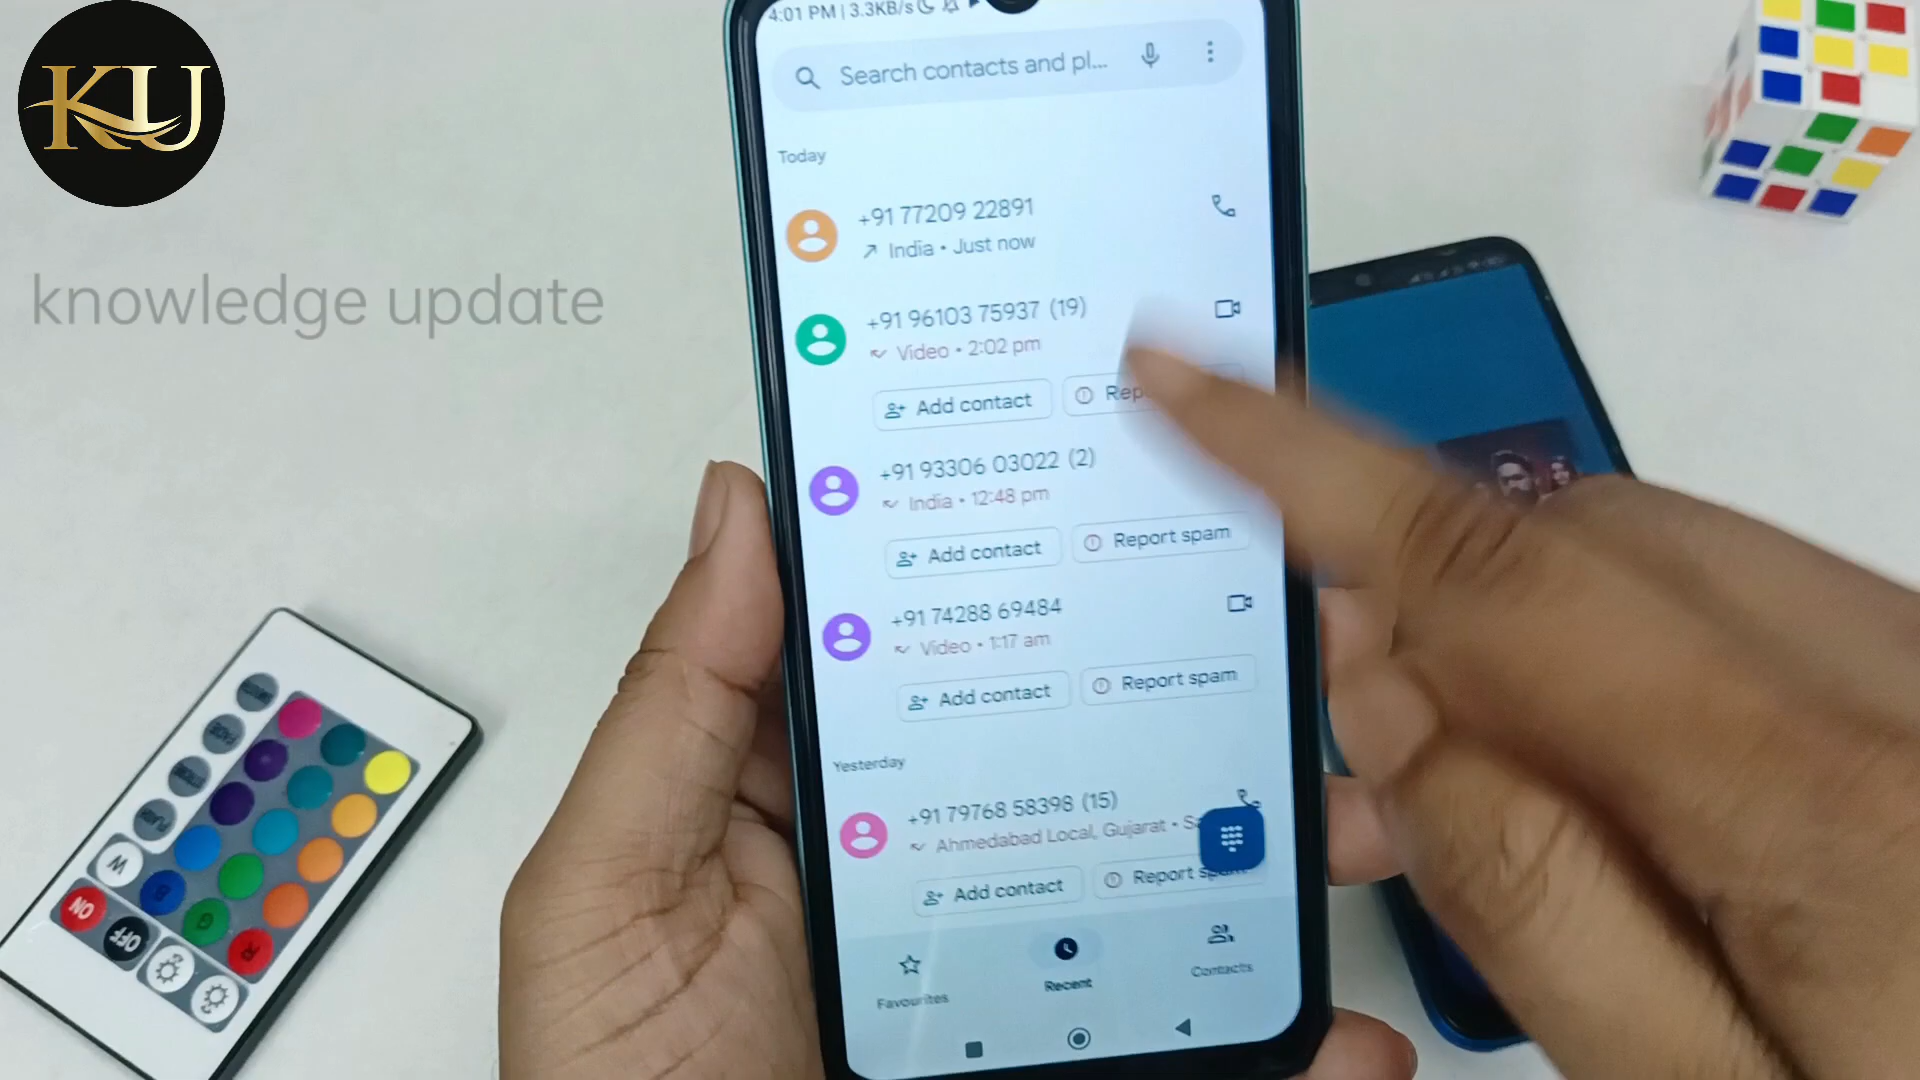 KU
knowledge update
4:01 PM | 3.3KB/s
Search contacts and pl...
Today
+91 77209 22891
India • Just now
+91 96103 75937 (19)
Video • 2:02 pm
Add contact
Rep
+91 93306 03022 (2)
India • 12:48 pm
Add contact
Report spam
+91 74288 69484
Video • 1:17 am
Add contact
Report spam
Yesterday
+91 79768 58398 (15)
Ahmedabad Local, Gujarat • S
Add contact
Report
Favourites
Recent
Contacts
W
ON
OFF
B
G
R